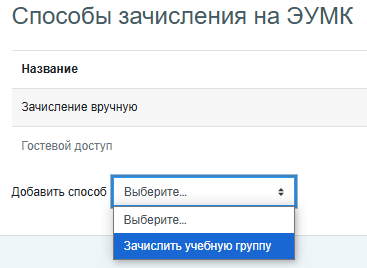 Способы зачисления на ЭУМК
Название
Зачисление вручную
Гостевой доступ
Добавить способ Выберите...
Выберите...
Зачислить учебную группу